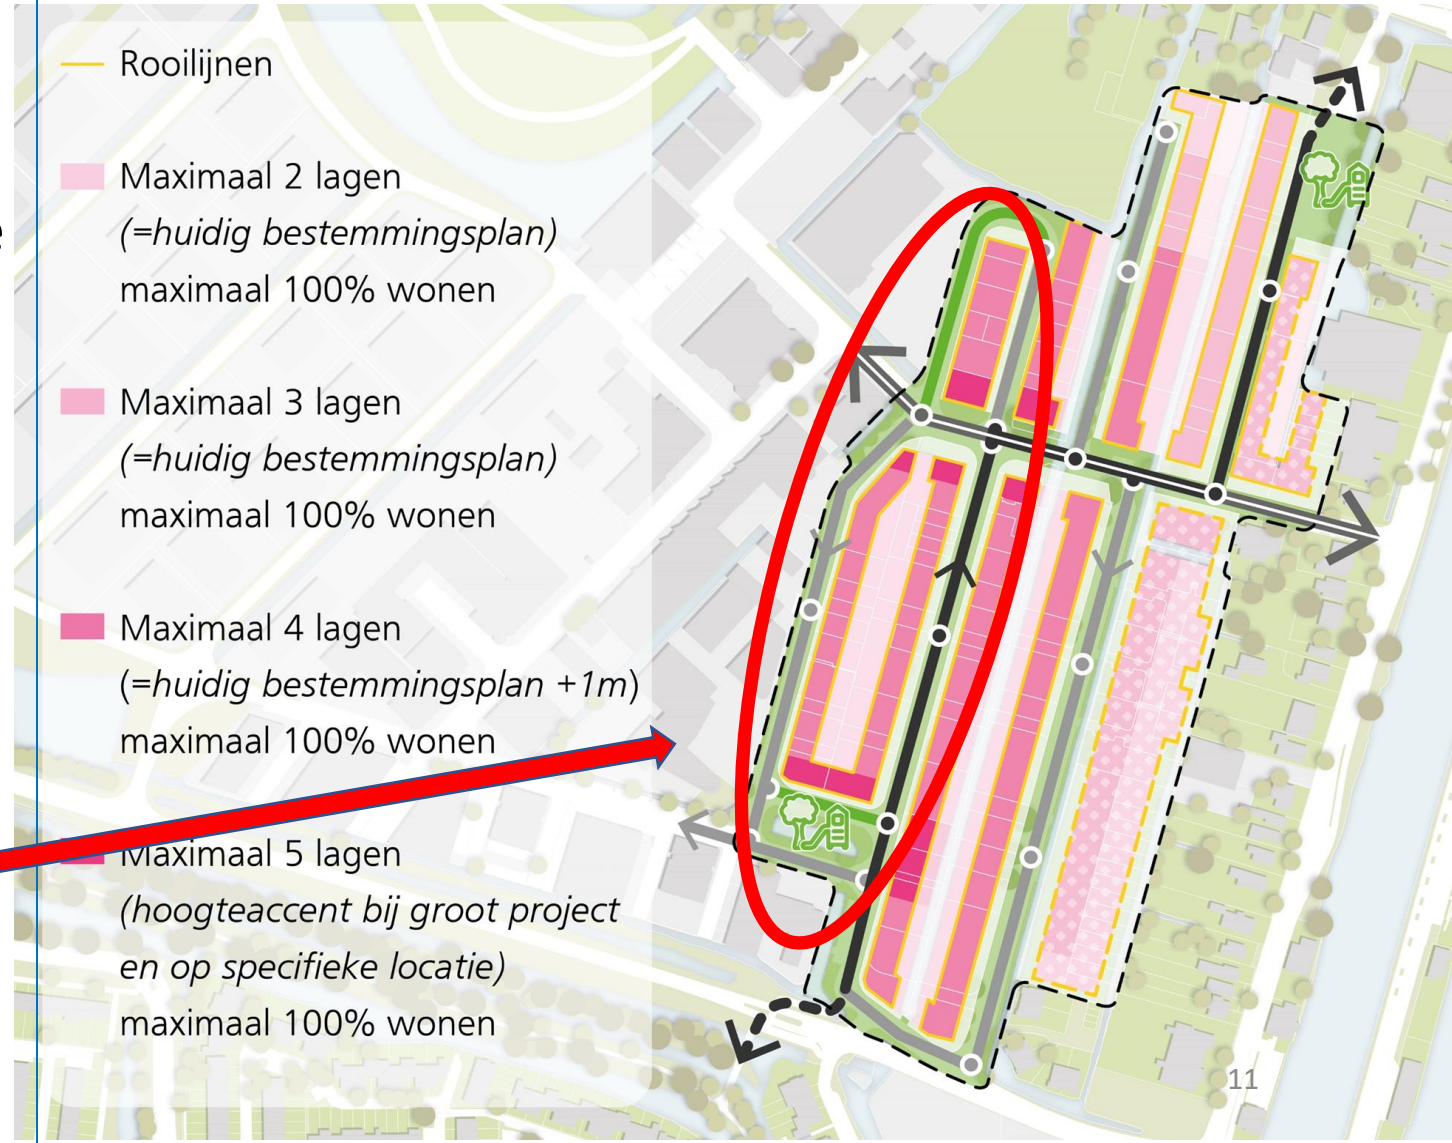 Rooilijnen
Maximaal 2 lagen
(=huidig bestemmingsplan)
maximaal 100% wonen
Maximaal 3 lagen
(=huidig bestemmingsplan)
maximaal 100% wonen
Maximaal 4 lagen
(=huidig bestemmingsplan +1m)
maximaal 100% wonen
Maximaal 5 lagen
(hoogteaccent bij groot project
en op specifieke locatie)
maximaal 100% wonen
11